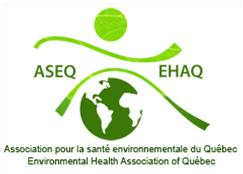 ASEQ EHAQ
Association pour la santé environnementale du Québec
Environmental Health Association of Québec